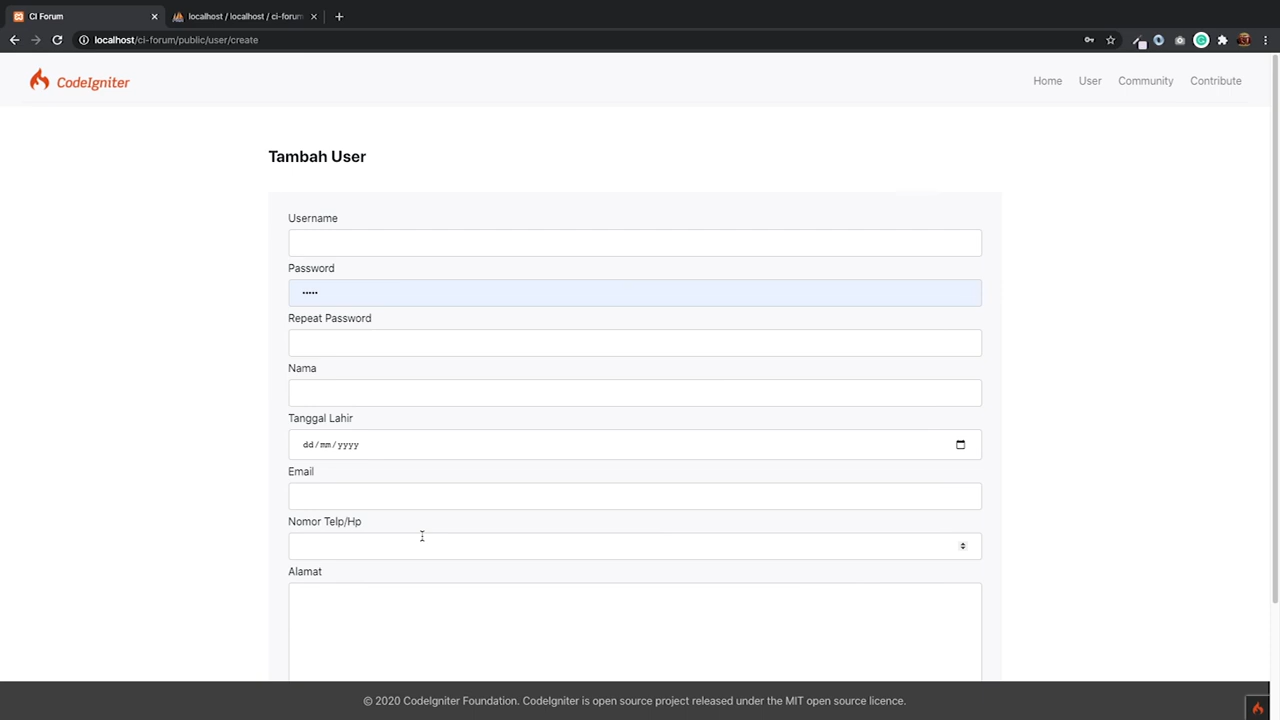 CI Forum
localhost / localhost / ci-forum
localhost/ci-forum/public/user/create
CodeIgniter
Home User Community Contribute
Tambah User
Username
Password
•••••
Repeat Password
Nama
Tanggal Lahir
dd/mm/yyyy
Email
Nomor Telp/Hp
Alamat
© 2020 CodeIgniter Foundation. CodeIgniter is open source project released under the MIT open source licence.